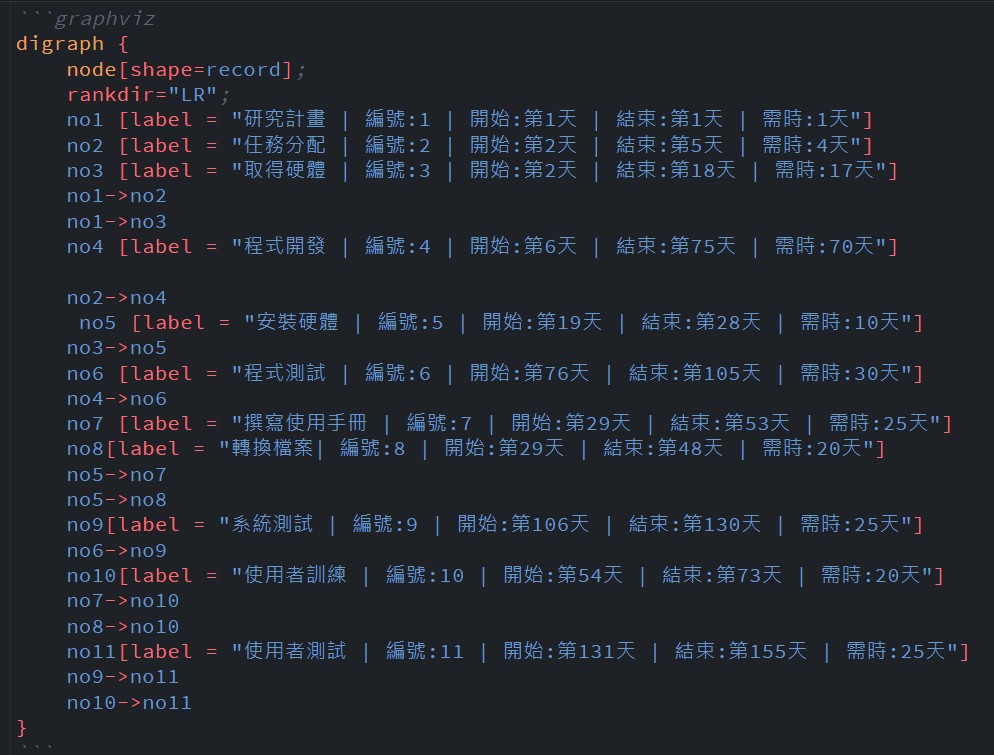 ```graphviz
digraph {
    node[shape=record];
    rankdir="LR";
    no1 [label = "研究計畫 | 編號:1 | 開始:第1天 | 結束:第1天 | 需時:1天"]
    no2 [label = "任務分配 | 編號:2 | 開始:第2天 | 結束:第5天 | 需時:4天"]
    no3 [label = "取得硬體 | 編號:3 | 開始:第2天 | 結束:第18天 | 需時:17天"]
    no1->no2
    no1->no3
    no4 [label = "程式開發 | 編號:4 | 開始:第6天 | 結束:第75天 | 需時:70天"]
    no2->no4
     no5 [label = "安裝硬體 | 編號:5 | 開始:第19天 | 結束:第28天 | 需時:10天"]
    no3->no5
    no6 [label = "程式測試 | 編號:6 | 開始:第76天 | 結束:第105天 | 需時:30天"]
    no4->no6
    no7 [label = "撰寫使用手冊 | 編號:7 | 開始:第29天 | 結束:第53天 | 需時:25天"]
    no8[label = "轉換檔案| 編號:8 | 開始:第29天 | 結束:第48天 | 需時:20天"]
    no5->no7
    no5->no8
    no9[label = "系統測試 | 編號:9 | 開始:第106天 | 結束:第130天 | 需時:25天"]
    no6->no9
    no10[label = "使用者訓練 | 編號:10 | 開始:第54天 | 結束:第73天 | 需時:20天"]
    no7->no10
    no8->no10
    no11[label = "使用者測試 | 編號:11 | 開始:第131天 | 結束:第155天 | 需時:25天"]
    no9->no11
    no10->no11
}
```